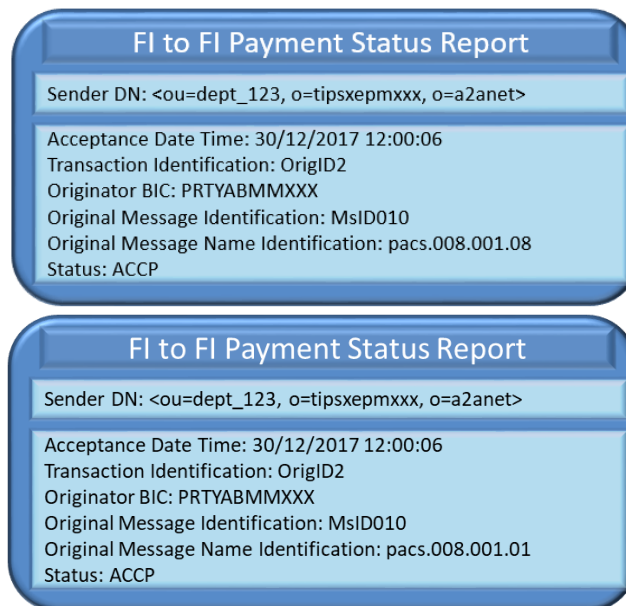 FI to FI Payment Status Report
Sender DN: <ou=dept_123, o=tipsxepmxxx, o=a2anet>
Acceptance Date Time: 30/12/2017 12:00:06
Transaction Identification: OrigID2
Originator BIC: PRTYABMMXXX
Original Message Identification: MsID010
Original Message Name Identification: pacs.008.001.08
Status: ACCP
FI to FI Payment Status Report
Sender DN: <ou=dept_123, o=tipsxepmxxx, o=a2anet>
Acceptance Date Time: 30/12/2017 12:00:06
Transaction Identification: OrigID2
Originator BIC: PRTYABMMXXX
Original Message Identification: MsID010
Original Message Name Identification: pacs.008.001.01
Status: ACCP